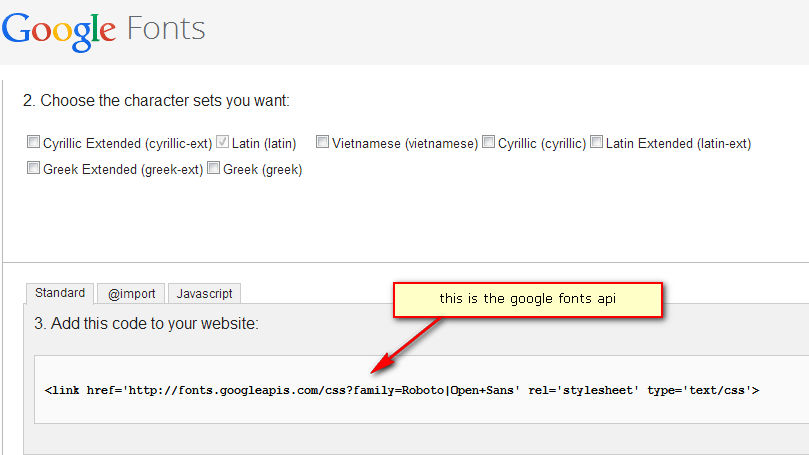 Google Fonts
2. Choose the character sets you want:
Cyrillic Extended (cyrillic-ext) Latin (latin) Vietnamese (vietnamese) Cyrillic (cyrillic) Latin Extended (latin-ext)
Greek Extended (greek-ext) Greek (greek)
Standard @import Javascript
this is the google fonts api
3. Add this code to your website:
<link href='http://fonts.googleapis.com/css?family=Roboto|Open+Sans' rel='stylesheet' type='text/css'>